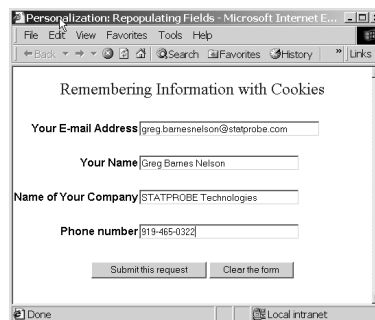 Personalization: Repopulating Fields - Microsoft Internet E...
File Edit View Favorites Tools Help
Back Search Favorites History » Links
Remembering Information with Cookies
Your E-mail Address greg.barnesnelson@statprobe.com
Your Name Greg Barnes Nelson
Name of Your Company STATPROBE Technologies
Phone number 919-465-0322
Submit this request Clear the form
Done Local intranet